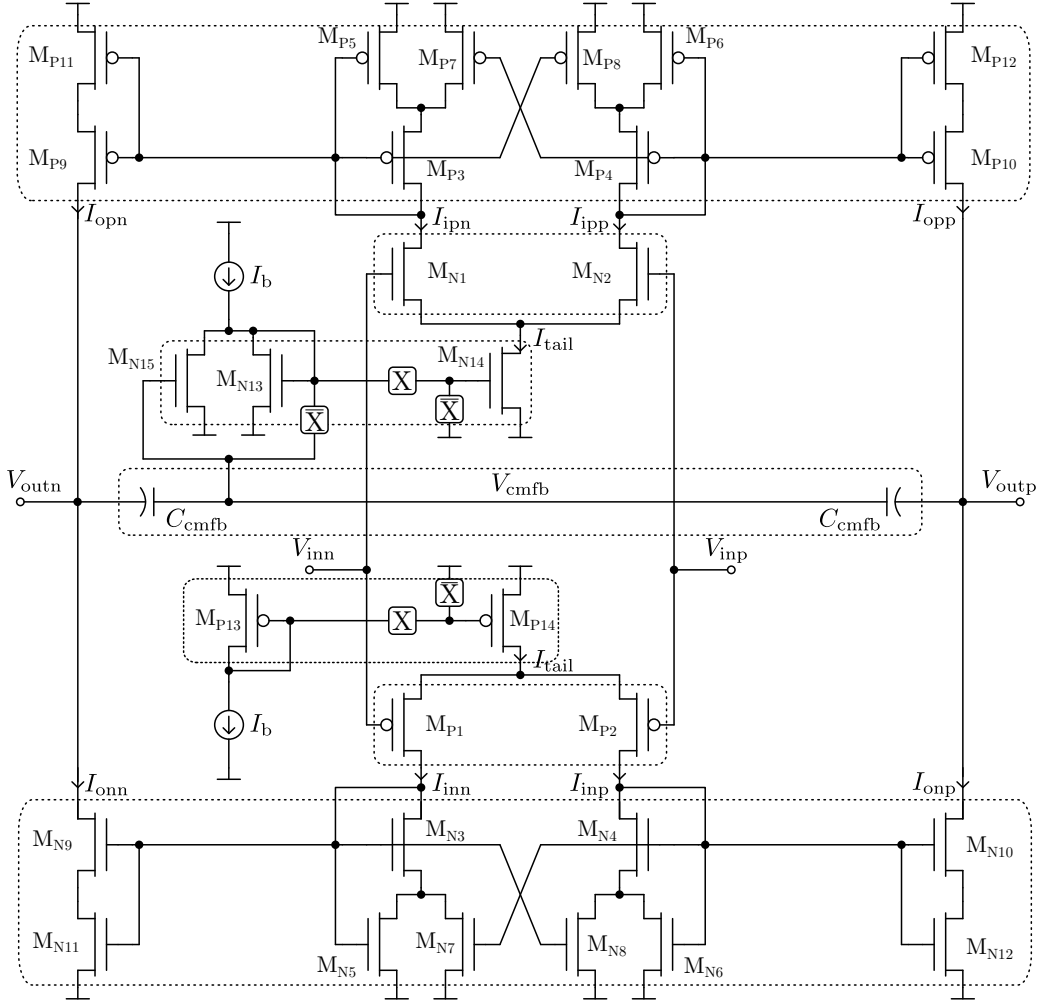 M_P5 M_P6
M_P11 M_P7 M_P8 M_P12
M_P9 M_P3 M_P4 M_P10
I_opn I_ipn I_ipp I_opp
I_b M_N1 M_N2
I_tail
M_N15 M_N14
M_N13 X
X̅ X̅
V_outn V_cmfb V_outp
C_cmfb C_cmfb
V_inn V_inp
X̅
M_P13 X M_P14
I_tail
I_b M_P1 M_P2
I_onn I_inn I_inp I_onp
M_N9 M_N3 M_N4 M_N10
M_N11 M_N7 M_N8 M_N12
M_N5 M_N6